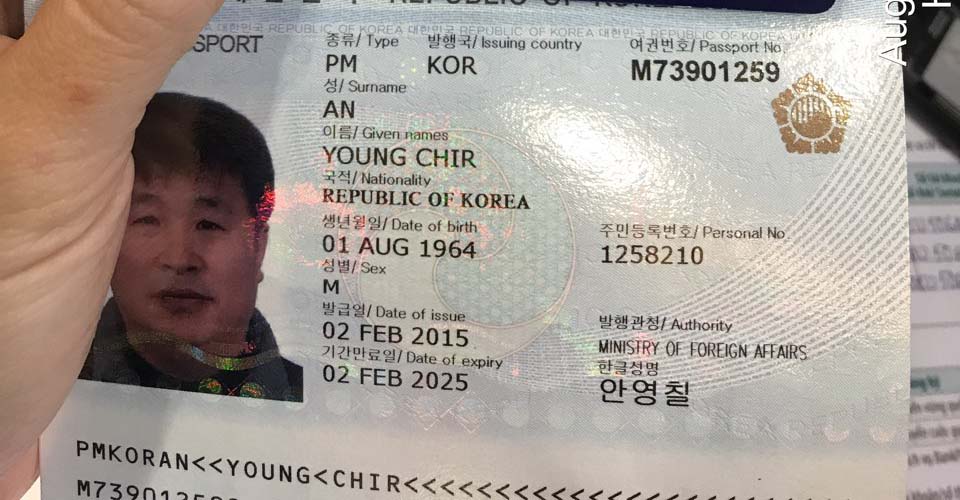 REPUBLIC OF KOREA 대한민국 REPUBLIC OF KOREA 대한민국 REPUBLIC OF KOREA
SPORT
종류/ Type 발행국/ Issuing country 여권번호/ Passport No.
PM KOR M73901259
성/ Surname
AN
이름/ Given names
YOUNG CHIR
국적/ Nationality
REPUBLIC OF KOREA
생년월일/ Date of birth 주민등록번호/ Personal No.
01 AUG 1964 1258210
성별/ Sex
M
발급일/ Date of issue 발행관청/ Authority
02 FEB 2015 MINISTRY OF FOREIGN AFFAIRS
기간만료일/ Date of expiry 한글성명
02 FEB 2025 안영칠
PMKORAN<<YOUNG<CHIR<<<<<<<<<<<<<<<<<<<
Aug